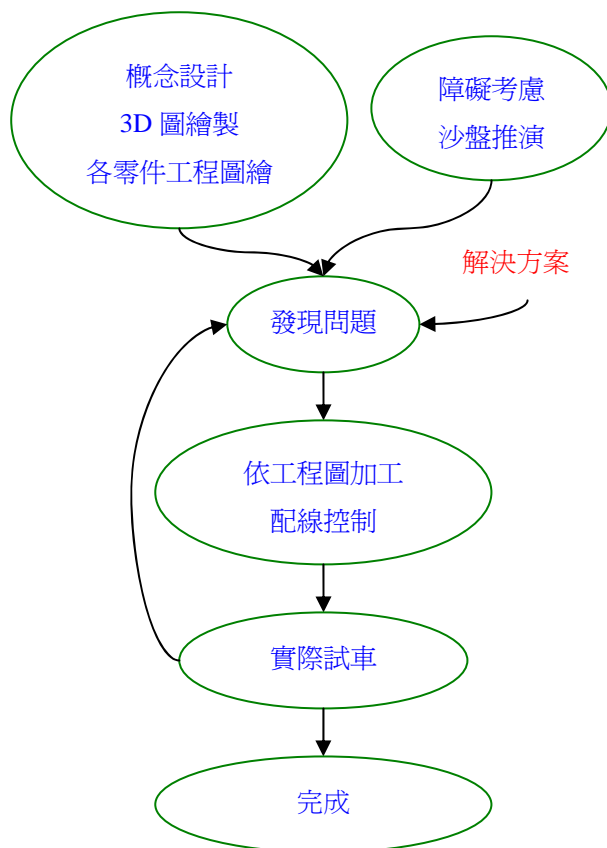 概念設計
3D 圖繪製
各零件工程圖繪
障礙考慮
沙盤推演
解決方案
發現問題
依工程圖加工
配線控制
實際試車
完成